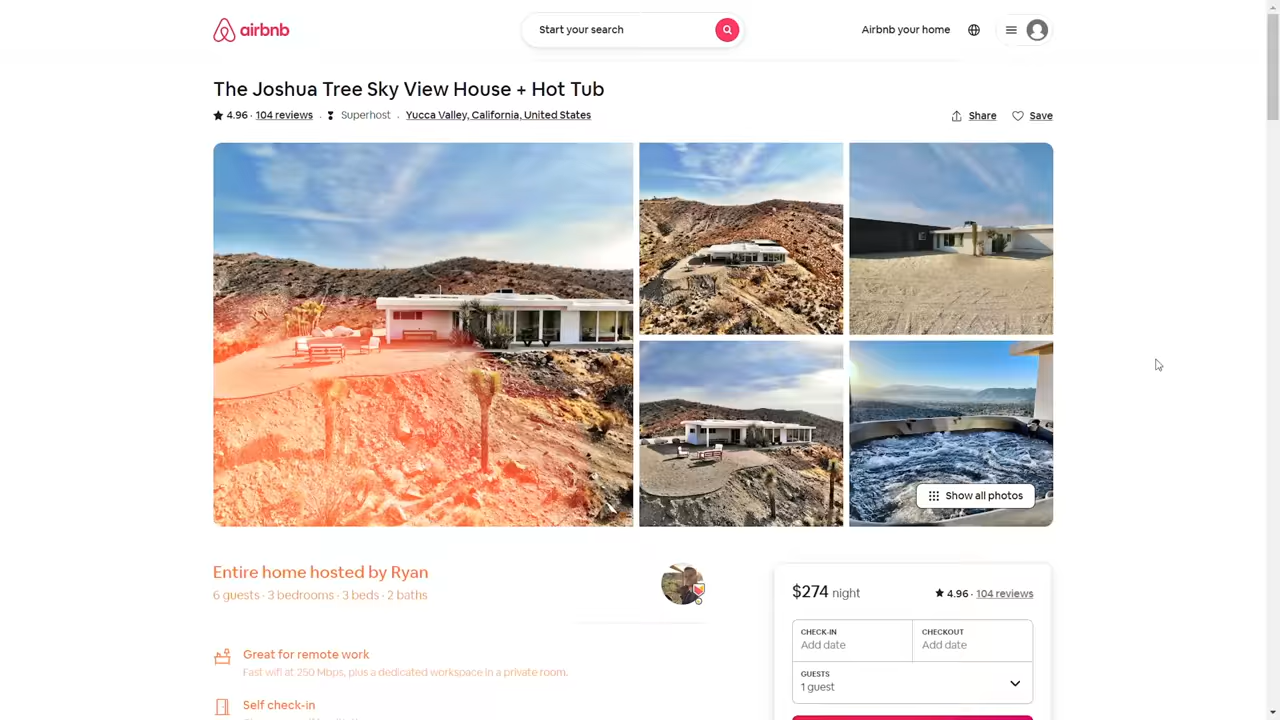 airbnb
Start your search
Airbnb your home
The Joshua Tree Sky View House + Hot Tub
4.96 · 104 reviews · Superhost · Yucca Valley, California, United States
Share
Save
Show all photos
Entire home hosted by Ryan
6 guests · 3 bedrooms · 3 beds · 2 baths
Great for remote work
Fast wifi at 250 Mbps, plus a dedicated workspace in a private room.
Self check-in
$274 night
4.96 · 104 reviews
CHECK-IN
Add date
CHECKOUT
Add date
GUESTS
1 guest